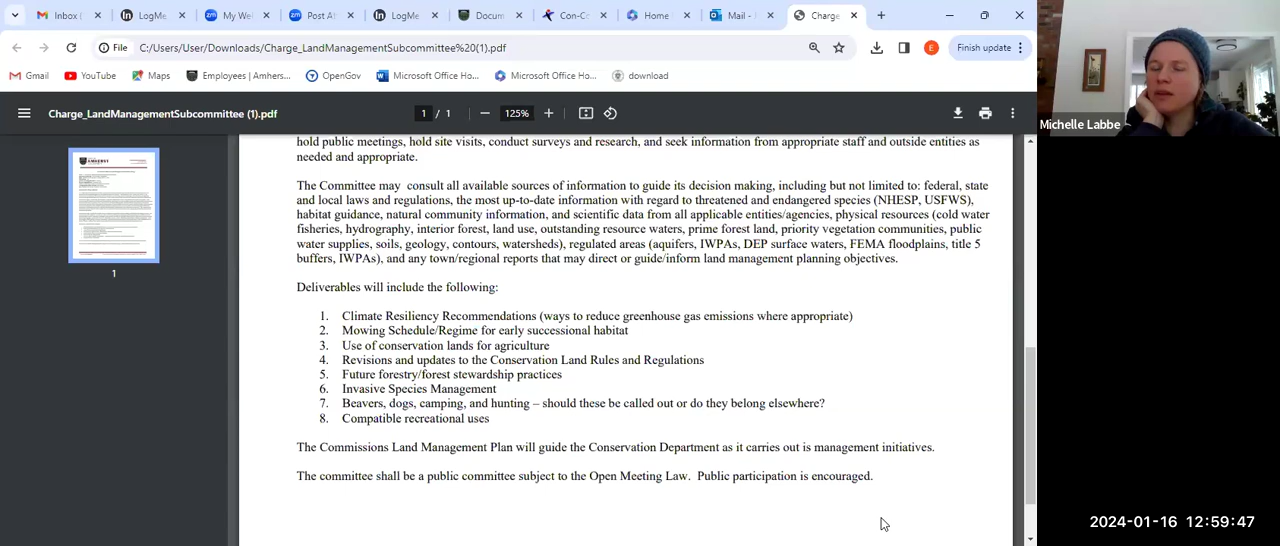 Inbox (
LogMe
My We
Post At
LogMe
Docum
Con-Co
Home
Mail -
Charge
File
C:/Users/User/Downloads/Charge_LandManagementSubcommittee%20(1).pdf
Finish update
Gmail
YouTube
Maps
Employees | Amhers...
OpenGov
Microsoft Office Ho...
Microsoft Office Ho...
download
Charge_LandManagementSubcommittee (1).pdf
1 / 1
125%
Michelle Labbe
hold public meetings, hold site visits, conduct surveys and research, and seek information from appropriate staff and outside entities as
needed and appropriate.
The Committee may consult all available sources of information to guide its decision making including but not limited to: federal, state
and local laws and regulations, the most up-to-date information with regard to threatened and endangered species (NHESP, USFWS),
habitat guidance, natural community information, and scientific data from all applicable entities/agencies, physical resources (cold water
fisheries, topography, interior forest, land use, outstanding resource waters, prime forest land, priority vegetation communities, public
water supply, soils, geology, contours, watersheds), regulated areas (aquifers, IWPAs, DEP surface waters, FEMA floodplains, title 5
buffers, IWPAs), and any town/regional reports that may direct or guide/inform land management planning objectives.
Deliverables will include the following:
1. Climate Resiliency Recommendations (ways to reduce greenhouse gas emissions where appropriate)
2. Mowing Schedule/Regime for early successional habitat
3. Use of conservation lands for agriculture
4. Revisions and updates to the Conservation Land Rules and Regulations
5. Future forestry/forest stewardship practices
6. Invasive Species Management
7. Beavers, dogs, camping, and hunting – should these be called out or do they belong elsewhere?
8. Compatible recreational uses
The Commissions Land Management Plan will guide the Conservation Department as it carries out is management initiatives.
The committee shall be a public committee subject to the Open Meeting Law. Public participation is encouraged.
1
2024-01-16 12:59:47